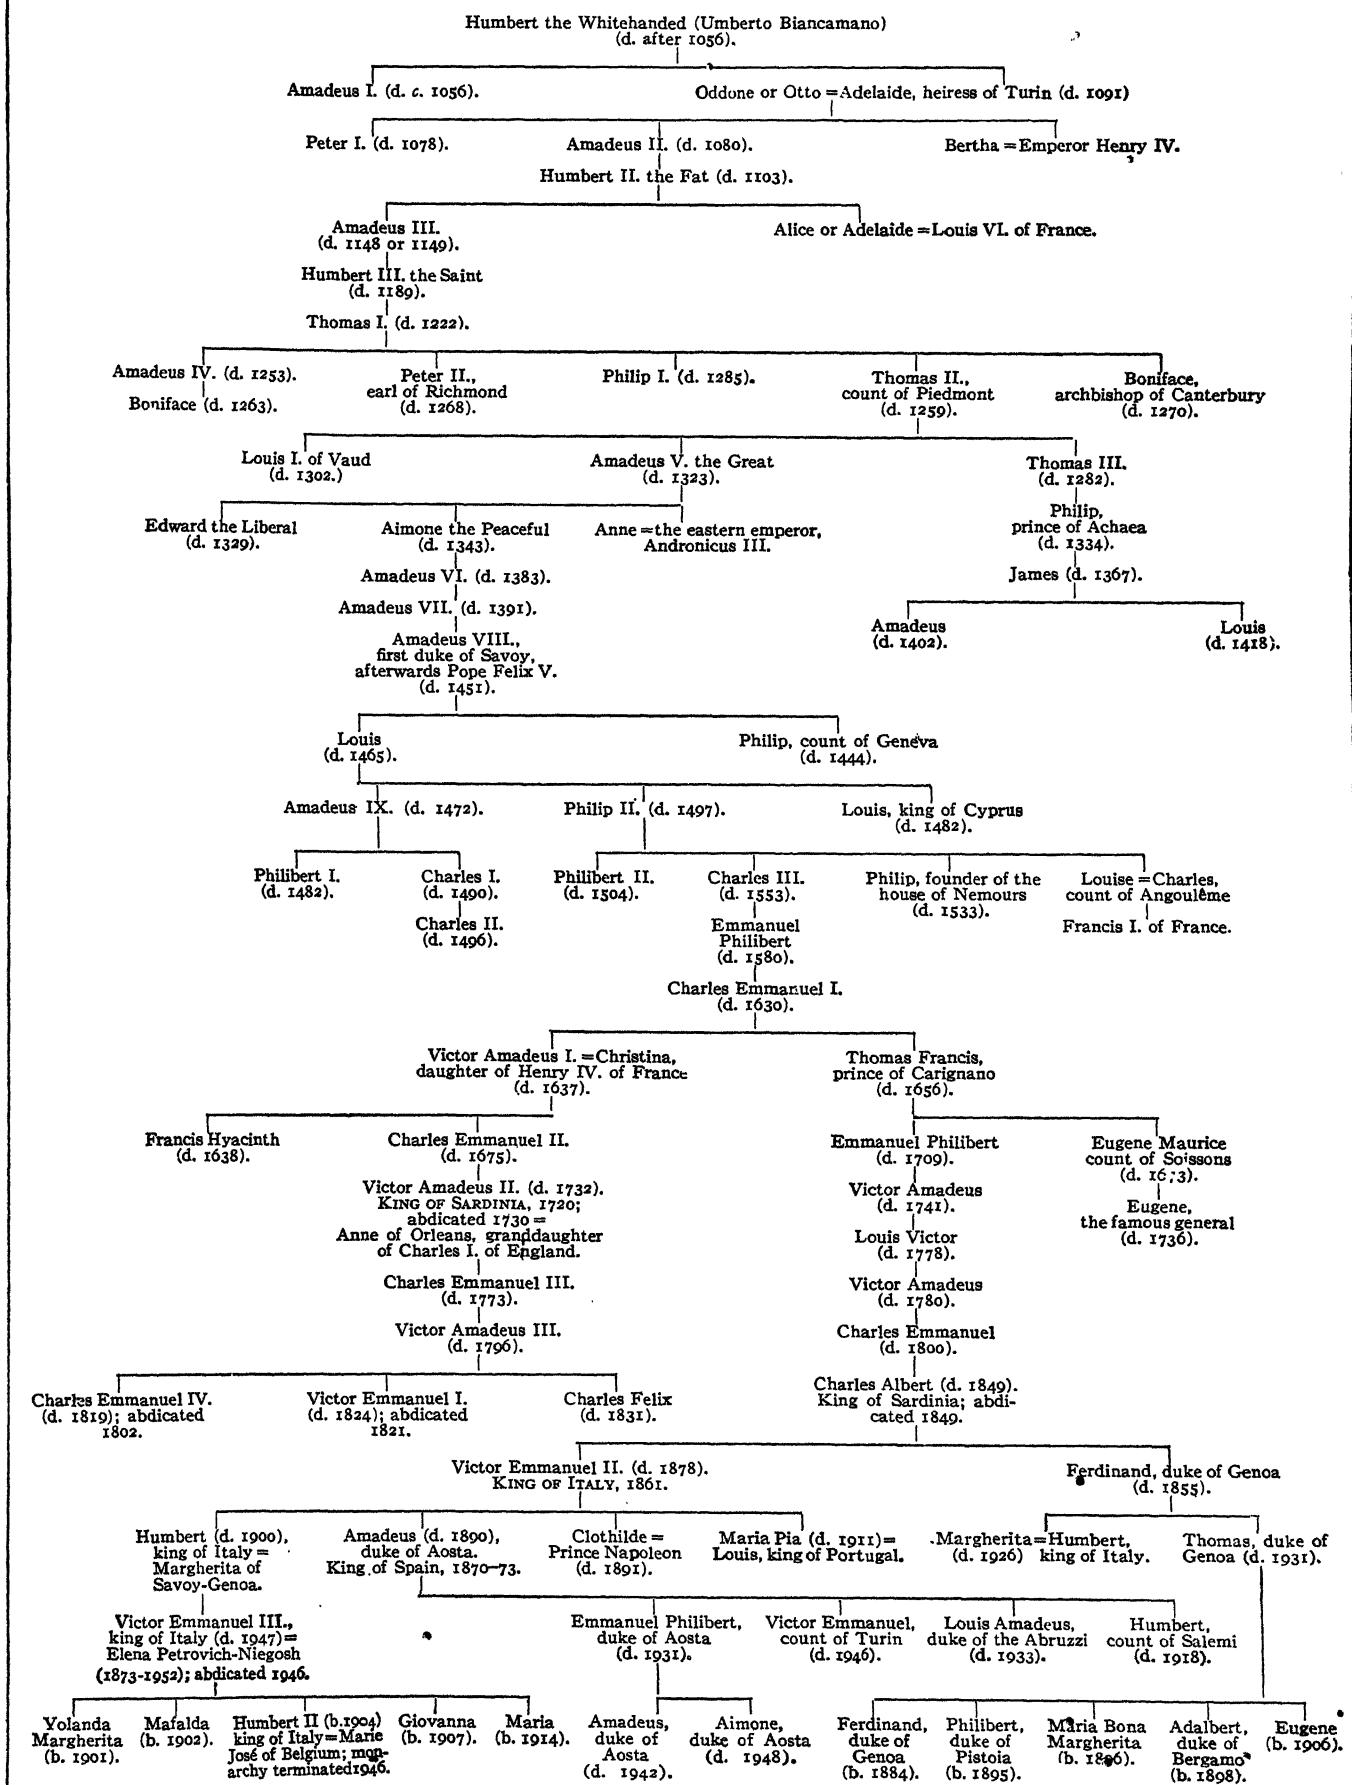 Humbert the Whitehanded (Umberto Biancamano)
(d. after 1056).
Amadeus I. (d. c. 1056).
Oddone or Otto = Adelaide, heiress of Turin (d. 1091)
Peter I. (d. 1078).
Amadeus II. (d. 1080).
Bertha = Emperor Henry IV.
Humbert II. the Fat (d. 1103).
Amadeus III.
(d. 1148 or 1149).
Alice or Adelaide = Louis VI. of France.
Humbert III. the Saint
(d. 1189).
Thomas I. (d. 1222).
Amadeus IV. (d. 1253).
Boniface (d. 1263).
Peter II.,
earl of Richmond
(d. 1268).
Philip I. (d. 1285).
Thomas II.,
count of Piedmont
(d. 1259).
Boniface,
archbishop of Canterbury
(d. 1270).
Louis I. of Vaud
(d. 1302.)
Amadeus V. the Great
(d. 1323).
Thomas III.
(d. 1282).
Edward the Liberal
(d. 1329).
Aimone the Peaceful
(d. 1343).
Anne = the eastern emperor,
Andronicus III.
Philip,
prince of Achaea
(d. 1334).
Amadeus VI. (d. 1383).
James (d. 1367).
Amadeus VII. (d. 1391).
Amadeus
(d. 1402).
Louis
(d. 1418).
Amadeus VIII.,
first duke of Savoy,
afterwards Pope Felix V.
(d. 1451).
Louis
(d. 1465).
Philip, count of Geneva
(d. 1444).
Amadeus IX. (d. 1472).
Philip II. (d. 1497).
Louis, king of Cyprus
(d. 1482).
Philibert I.
(d. 1482).
Charles I.
(d. 1490).
Charles II.
(d. 1496).
Philibert II.
(d. 1504).
Charles III.
(d. 1553).
Philip, founder of the
house of Nemours
(d. 1533).
Louise = Charles,
count of Angoulême
Francis I. of France.
Emmanuel
Philibert
(d. 1580).
Charles Emmanuel I.
(d. 1630).
Victor Amadeus I. = Christina,
daughter of Henry IV. of France
(d. 1637).
Thomas Francis,
prince of Carignano
(d. 1656).
Francis Hyacinth
(d. 1638).
Charles Emmanuel II.
(d. 1675).
Emmanuel Philibert
(d. 1709).
Eugene Maurice
count of Soissons
Victor Amadeus II. (d. 1732).
KING OF SARDINIA, 1720;
abdicated 1730 =
Anne of Orleans, granddaughter
of Charles I. of England.
Victor Amadeus
(d. 1741).
Eugene,
the famous general
(d. 1736).
Louis Victor
(d. 1778).
Charles Emmanuel III.
(d. 1773).
Victor Amadeus
(d. 1780).
Victor Amadeus III.
(d. 1796).
Charles Emmanuel
(d. 1800).
Charles Emmanuel IV.
(d. 1819); abdicated
1802.
Victor Emmanuel I.
(d. 1824); abdicated
1821.
Charles Felix
(d. 1831).
Charles Albert (d. 1849).
King of Sardinia; abdi-
cated 1849.
Victor Emmanuel II. (d. 1878).
KING OF ITALY, 1861.
Ferdinand, duke of Genoa
(d. 1855).
Humbert (d. 1900),
king of Italy =
Margherita of
Savoy-Genoa.
Amadeus (d. 1890),
duke of Aosta.
King of Spain, 1870-73.
Clothilde =
Prince Napoleon
(d. 1891).
Maria Pia (d. 1911) =
Louis, king of Portugal.
Margherita = Humbert,
(d. 1926) king of Italy.
Thomas, duke of
Genoa (d. 1931).
Victor Emmanuel III.,
king of Italy (d. 1947) =
Elena Petrovich-Niegosh
(1873-1952); abdicated 1946.
Emmanuel Philibert,
duke of Aosta
(d. 1931).
Victor Emmanuel,
count of Turin
(d. 1946).
Louis Amadeus,
duke of the Abruzzi
(d. 1933).
Humbert,
count of Salemi
(d. 1918).
Yolanda
Margherita
(b. 1901).
Mafalda
(b. 1902).
Humbert II (b. 1904)
king of Italy = Marie
José of Belgium; mon-
archy terminated 1946.
Giovanna
(b. 1907).
Maria
(b. 1914).
Amadeus,
duke of
Aosta
(d. 1942).
Aimone,
duke of Aosta
(d. 1948).
Ferdinand,
duke of
Genoa
(b. 1884).
Philibert,
duke of
Pistoia
(b. 1895).
Maria Bona
Margherita
Adalbert,
duke of
Bergamo
(b. 1898).
Eugene
(b. 1906).